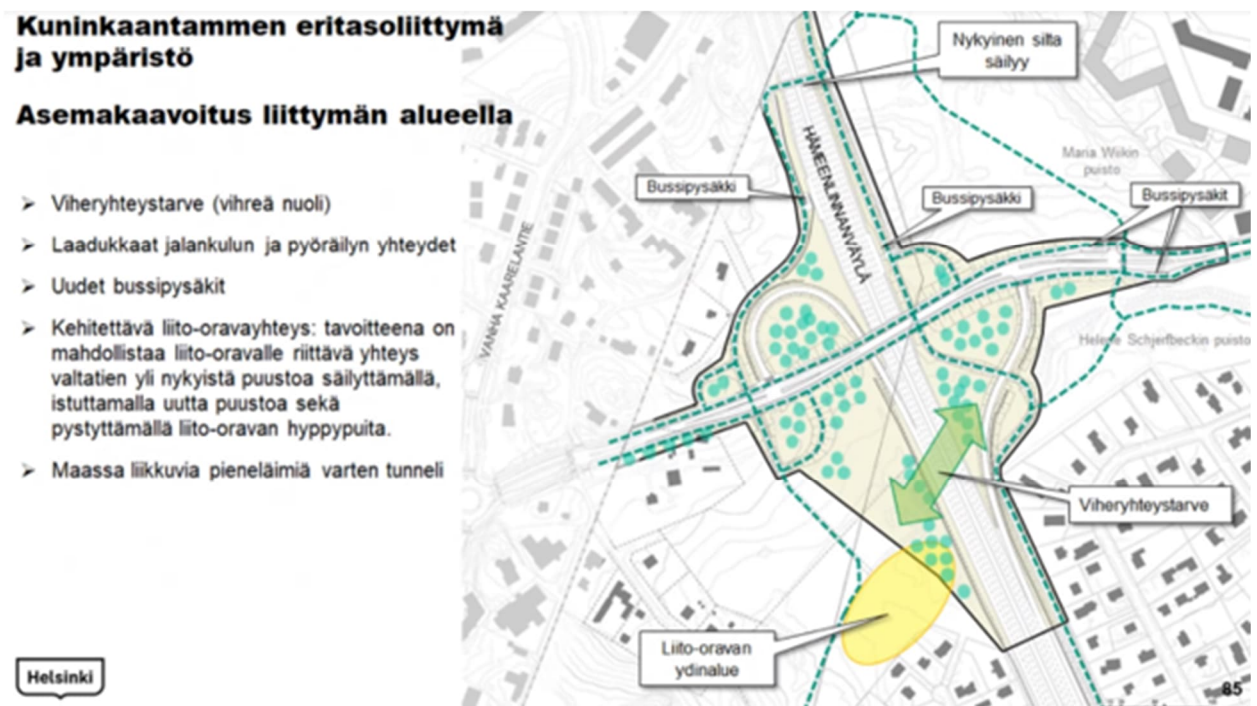 Kuninkaantammen eritasoliittymä
ja ympäristö
Asemakaavoitus liittymän alueella
➤ Viheryhteystarve (vihreä nuoli)
➤ Laadukkaat jalankulun ja pyöräilyn yhteydet
➤ Uudet bussipysäkit
➤ Kehitettävä liito-oravayhteys: tavoitteena on
mahdollistaa liito-oravalle riittävä yhteys
valtatien yli nykyistä puustoa säilyttämällä,
istuttamalla uutta puustoa sekä
pystyttämällä liito-oravan hyppypuita.
➤ Maassa liikkuvia pieneläimiä varten tunneli
Helsinki
Nykyinen silta
säilyy
HÄMEENLINNANVÄYLÄ
Maria Wiikin
puisto
Bussipysäkki
Bussipysäkki
Bussipysäkit
VANHA KAARELANTIE
Helene Schjerfbeckin puisto
Viheryhteystarve
Liito-oravan
ydinalue
85